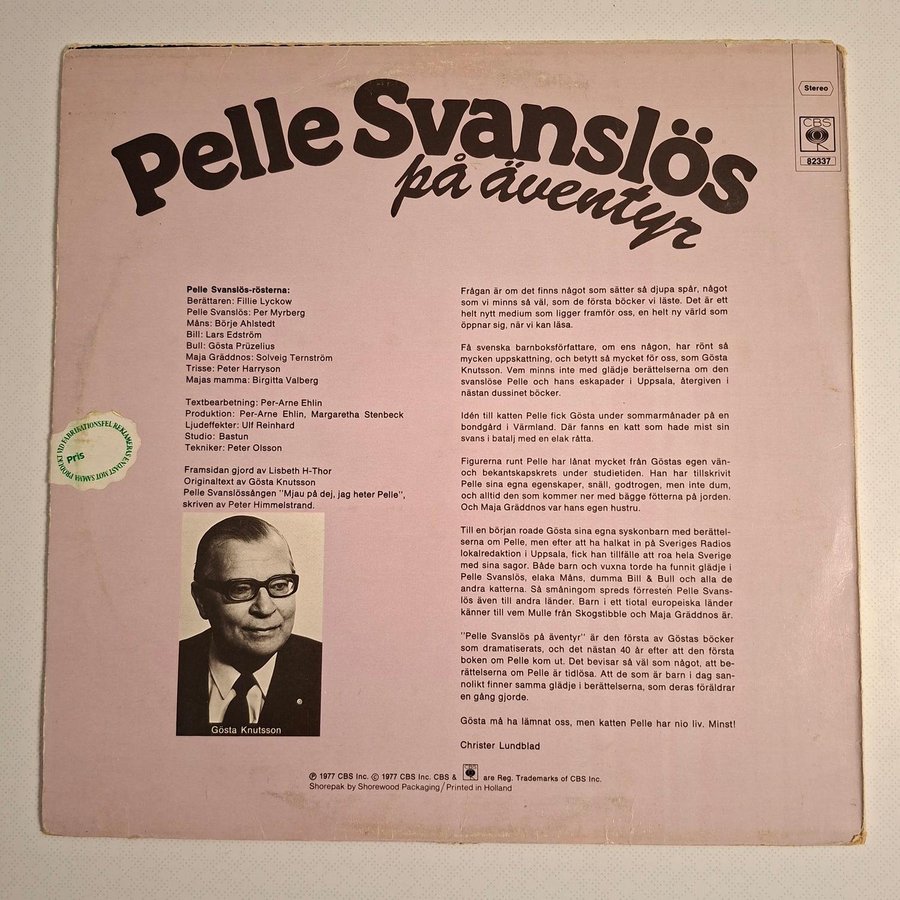 Pelle Svanslös
på äventyr
Stereo
CBS
82337
Pelle Svanslös-rösterna:
Berättaren: Fillie Lyckow
Pelle Svanslös: Per Myrberg
Måns: Börje Ahlstedt
Bill: Lars Edström
Bull: Gösta Prüzelius
Maja Gräddnos: Solveig Ternström
Trisse: Peter Harryson
Majas mamma: Birgitta Valberg
Textbearbetning: Per-Arne Ehlin
Produktion: Per-Arne Ehlin, Margaretha Stenbeck
Ljudeffekter: Ulf Reinhard
Studio: Bastun
Tekniker: Peter Olsson
Framsidan gjord av Lisbeth H-Thor
Originaltext av Gösta Knutsson
Pelle Svanslössången "Mjau på dej, jag heter Pelle",
skriven av Peter Himmelstrand.
VID FABRIKATIONSFEL REKLAMERAS ENDAST MOT SAMMA PRODUKT
Pris
Gösta Knutsson
Frågan är om det finns något som sätter så djupa spår, något
som vi minns så väl, som de första böcker vi läste. Det är ett
helt nytt medium som ligger framför oss, en helt ny värld som
öppnar sig, när vi kan läsa.
Få svenska barnboksförfattare, om ens någon, har rönt så
mycken uppskattning, och betytt så mycket för oss, som Gösta
Knutsson. Vem minns inte med glädje berättelserna om den
svanslöse Pelle och hans eskapader i Uppsala, återgiven i
nästan dussinet böcker.
Idén till katten Pelle fick Gösta under sommarmånader på en
bondgård i Värmland. Där fanns en katt som hade mist sin
svans i batalj med en elak råtta.
Figurerna runt Pelle har lånat mycket från Göstas egen vän-
och bekantskapskrets under studietiden. Han har tillskrivit
Pelle sina egna egenskaper, snäll, godtrogen, men inte dum,
och alltid den som kommer ner med bägge fötterna på jorden.
Och Maja Gräddnos var hans egen hustru.
Till en början roade Gösta sina egna syskonbarn med berättel-
serna om Pelle, men efter att ha halkat in på Sveriges Radios
lokalredaktion i Uppsala, fick han tillfälle att roa hela Sverige
med sina sagor. Både barn och vuxna torde ha funnit glädje i
Pelle Svanslös, elaka Måns, dumma Bill & Bull och alla de
andra katterna. Så småningom spreds förresten Pelle Svans-
lös även till andra länder. Barn i ett tiotal europeiska länder
känner till vem Mulle från Skogstibble och Maja Gräddnos är.
"Pelle Svanslös på äventyr" är den första av Göstas böcker
som dramatiserats, och det nästan 40 år efter att den första
boken om Pelle kom ut. Det bevisar så väl som något, att be-
rättelserna om Pelle är tidlösa. Att de som är barn i dag san-
nolikt finner samma glädje i berättelserna, som deras föräldrar
en gång gjorde.
Gösta må ha lämnat oss, men katten Pelle har nio liv. Minst!
Christer Lundblad
℗ 1977 CBS Inc. © 1977 CBS Inc. CBS & CBS are Reg. Trademarks of CBS Inc.
Shorepak by Shorewood Packaging/Printed in Holland